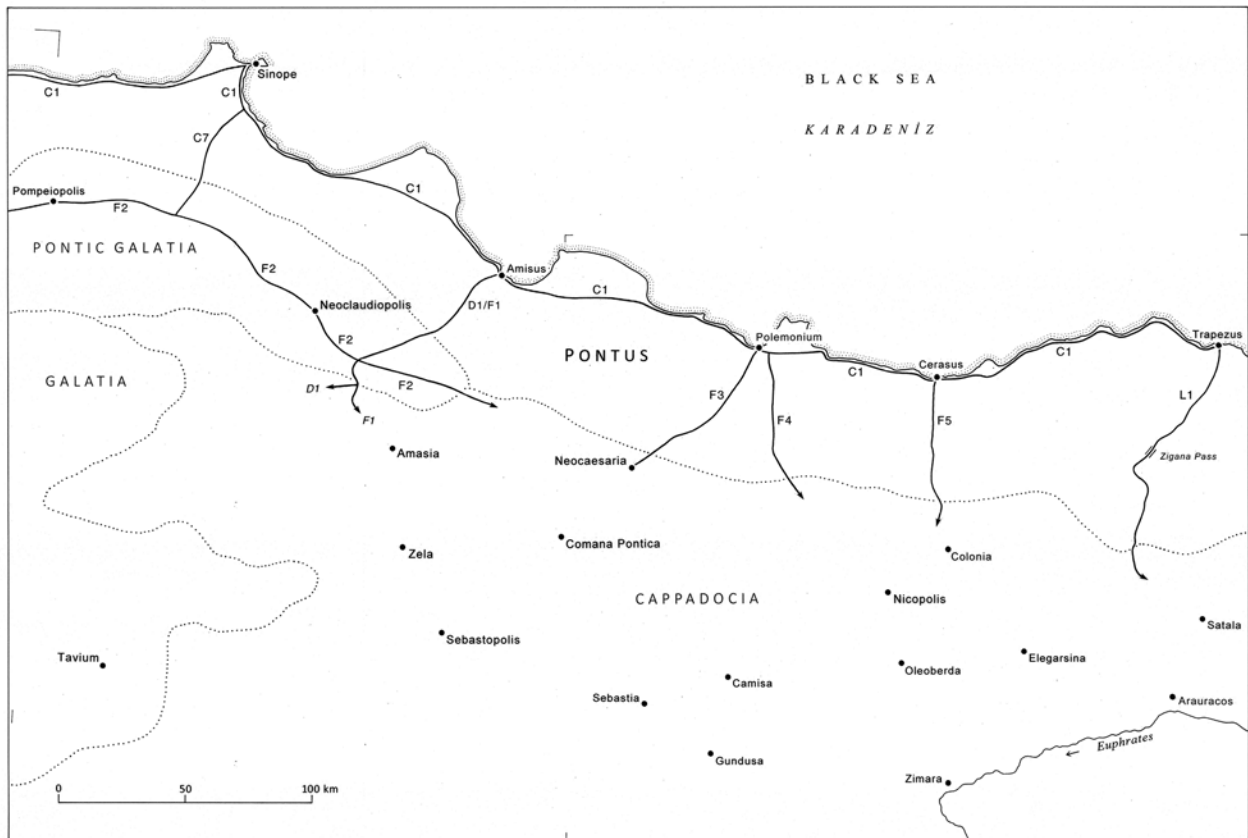 Sinope
BLACK SEA
C1
C1
KARADENİZ
C7
Pompeiopolis
C1
F2
PONTIC GALATIA
F2
Amisus
Neoclaudiopolis
C1
D1/F1
F2
Polemonium
Trapezus
PONTUS
C1
GALATIA
Cerasus
C1
D1
F2
F3
L1
F1
F4
F5
Amasia
Zigana Pass
Neocaesaria
Comana Pontica
Zela
Colonia
CAPPADOCIA
Nicopolis
Satala
Sebastopolis
Tavium
Elegarsina
Oleoberda
Camisa
Sebastia
Arauracos
Euphrates
←
Gundusa
Zimara
0 50 100 km